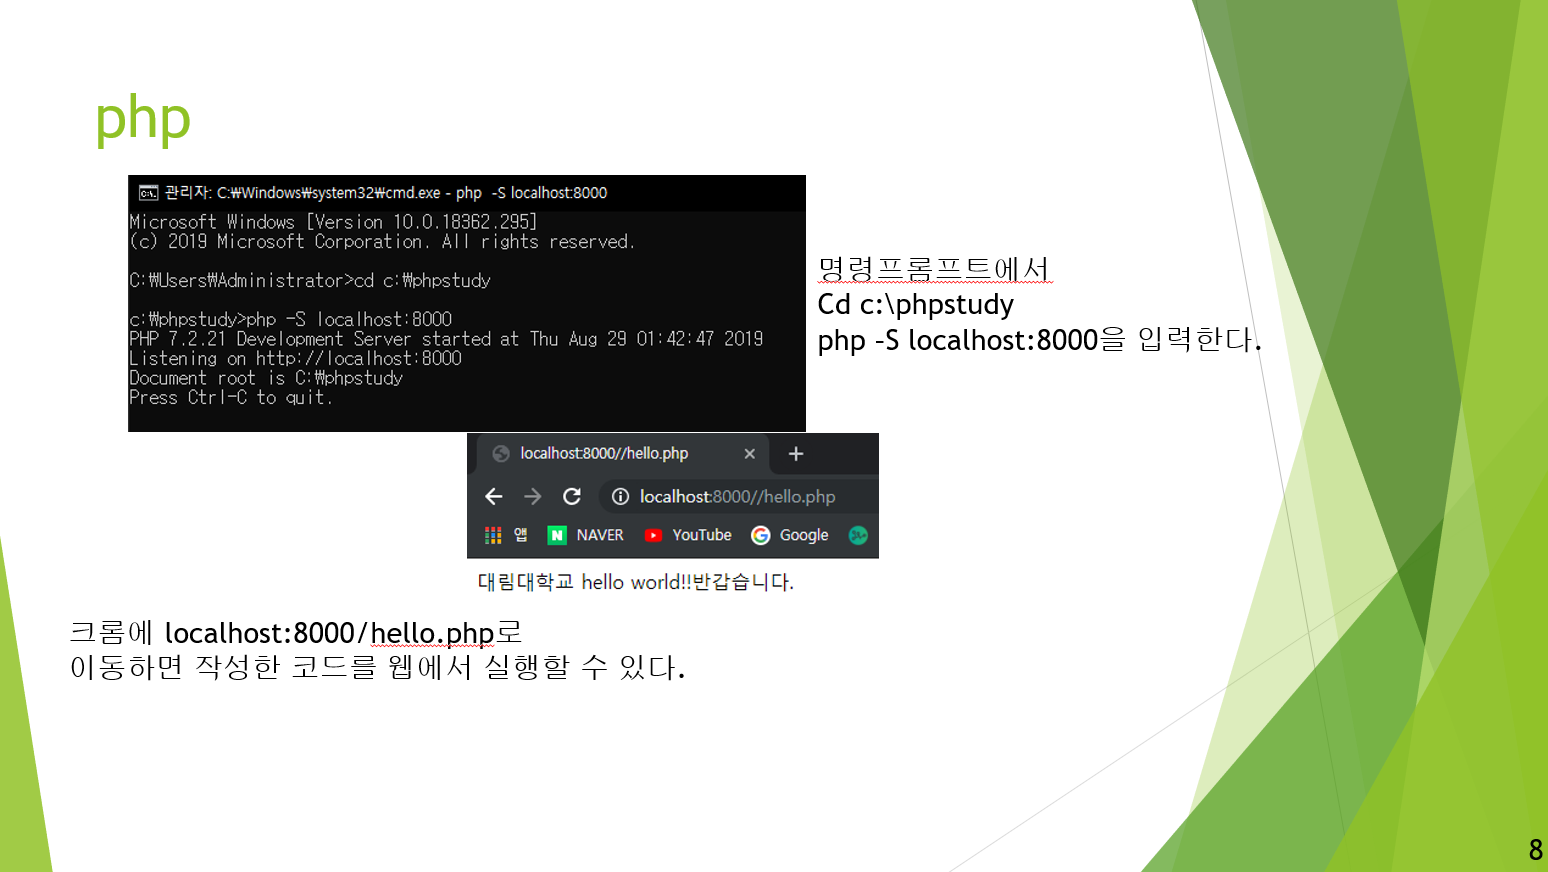 php
관리자: C:₩Windows₩system32₩cmd.exe - php  -S localhost:8000
Microsoft Windows [Version 10.0.18362.295]
(c) 2019 Microsoft Corporation. All rights reserved.
C:₩Users₩Administrator>cd c:₩phpstudy
c:₩phpstudy>php -S localhost:8000
PHP 7.2.21 Development Server started at Thu Aug 29 01:42:47 2019
Listening on http://localhost:8000
Document root is C:₩phpstudy
Press Ctrl-C to quit.
명령프롬프트에서
Cd c:\phpstudy
php -S localhost:8000을 입력한다.
localhost:8000//hello.php
localhost:8000//hello.php
앱 NAVER YouTube Google
대림대학교 hello world!!반갑습니다.
크롬에 localhost:8000/hello.php로
이동하면 작성한 코드를 웹에서 실행할 수 있다.
8